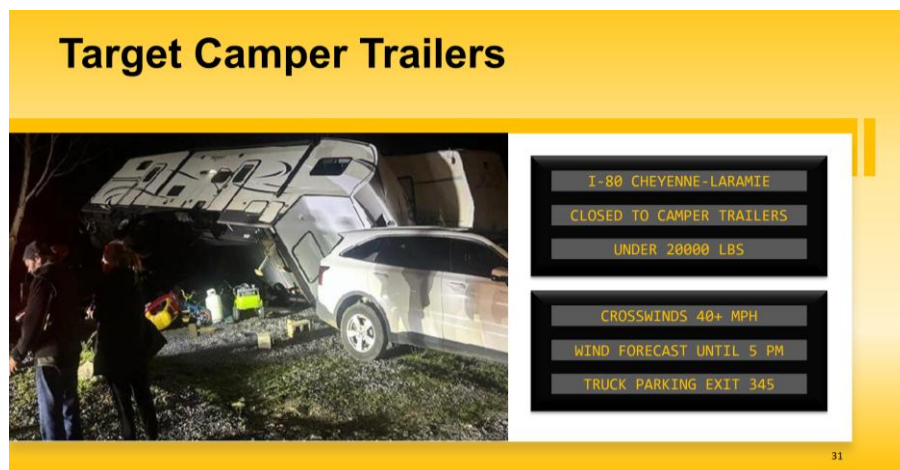 Target Camper Trailers
I-80 CHEYENNE-LARAMIE
CLOSED TO CAMPER TRAILERS
UNDER 20000 LBS
CROSSWINDS 40+ MPH
WIND FORECAST UNTIL 5 PM
TRUCK PARKING EXIT 345
31